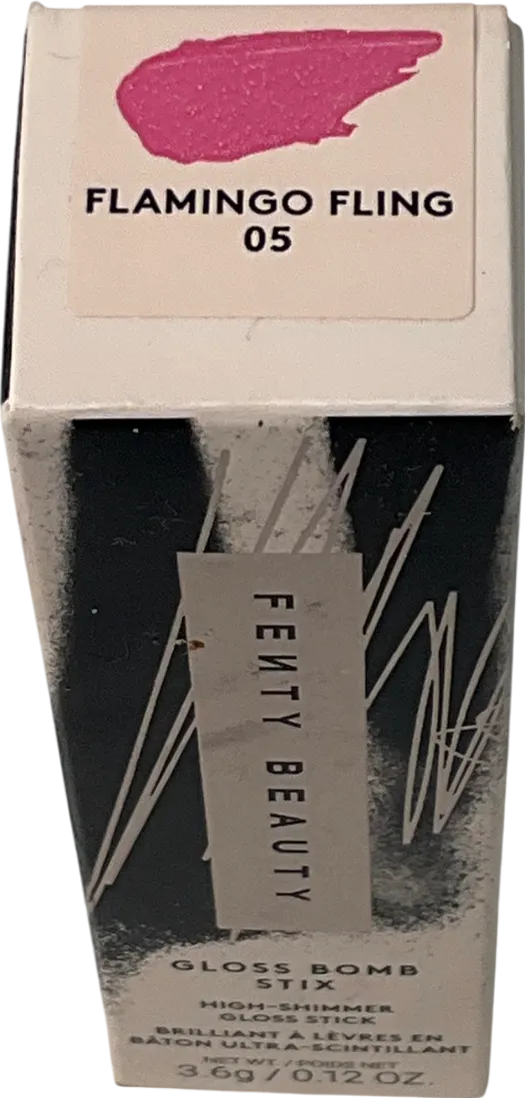 FLAMINGO FLING
05
FEИTY BEAUTY
GLOSS BOMB
STIX
HIGH-SHIMMER
GLOSS STICK
BRILLIANT À LÈVRES EN
BÂTON ULTRA-SCINTILLANT
NET WT. / POIDS NET
3.6g / 0.12 OZ.